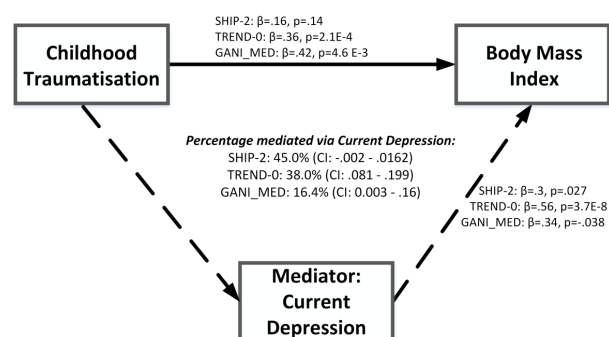 SHIP-2: β=.16, p=.14
TREND-0: β=.36, p=2.1E-4
GANI_MED: β=.42, p=4.6 E-3
Childhood
Traumatisation
Body Mass
Index
Percentage mediated via Current Depression:
SHIP-2: 45.0% (CI: -.002 - .0162)
TREND-0: 38.0% (CI: .081 - .199)
GANI_MED: 16.4% (CI: 0.003 - .16)
SHIP-2: β=.3, p=.027
TREND-0: β=.56, p=3.7E-8
GANI_MED: β=.34, p=-.038
Mediator:
Current
Depression